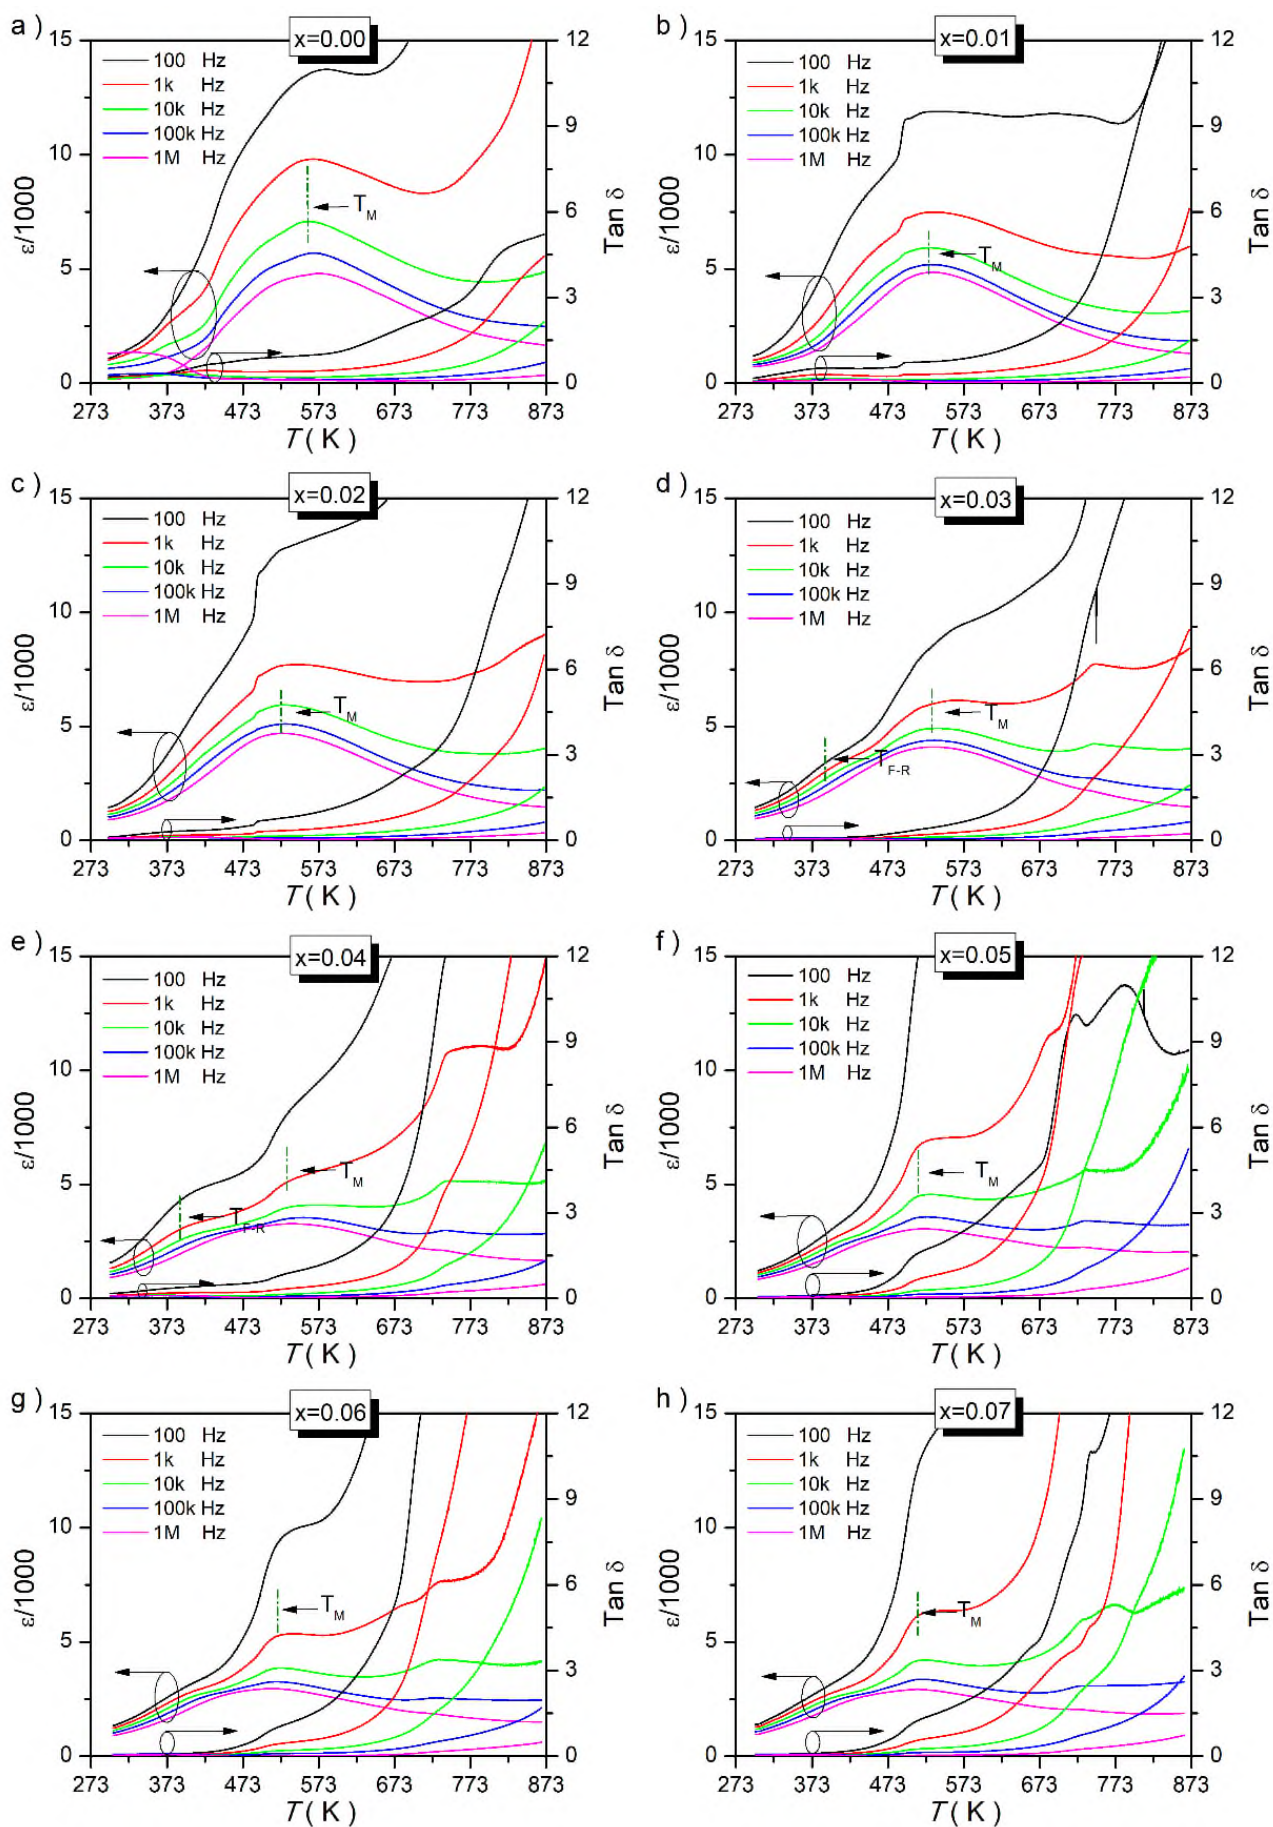 a )
x=0.00
15
12
100 Hz
1k Hz
10k Hz
100k Hz
1M Hz
10
9
T_M
ε/1000
6
Tan δ
5
3
0
0
273 373 473 573 673 773 873
T ( K )
b )
x=0.01
15
12
100 Hz
1k Hz
10k Hz
100k Hz
1M Hz
10
9
ε/1000
6
Tan δ
T_M
5
3
0
0
273 373 473 573 673 773 873
T ( K )
c )
x=0.02
15
12
100 Hz
1k Hz
10k Hz
100k Hz
1M Hz
10
9
ε/1000
6
Tan δ
T_M
5
3
0
0
273 373 473 573 673 773 873
T ( K )
d )
x=0.03
15
12
100 Hz
1k Hz
10k Hz
100k Hz
1M Hz
10
9
ε/1000
6
Tan δ
T_M
T_F-R
5
3
0
0
273 373 473 573 673 773 873
T ( K )
e )
x=0.04
15
12
100 Hz
1k Hz
10k Hz
100k Hz
1M Hz
10
9
ε/1000
6
Tan δ
T_M
T_F-R
5
3
0
0
273 373 473 573 673 773 873
T ( K )
f )
x=0.05
15
12
100 Hz
1k Hz
10k Hz
100k Hz
1M Hz
10
9
ε/1000
6
Tan δ
T_M
5
3
0
0
273 373 473 573 673 773 873
T ( K )
g )
x=0.06
15
12
100 Hz
1k Hz
10k Hz
100k Hz
1M Hz
10
9
ε/1000
6
Tan δ
T_M
5
3
0
0
273 373 473 573 673 773 873
T ( K )
h )
x=0.07
15
12
100 Hz
1k Hz
10k Hz
100k Hz
1M Hz
10
9
ε/1000
6
Tan δ
T_M
5
3
0
0
273 373 473 573 673 773 873
T ( K )